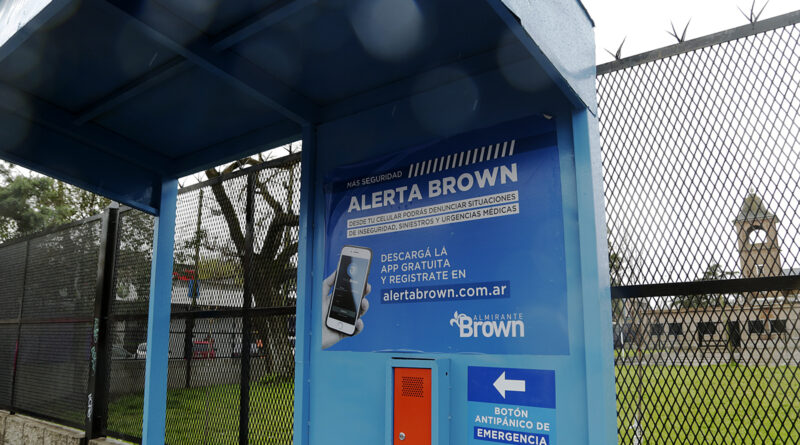 MÁS SEGURIDAD
ALERTA BROWN
DESDE TU CELULAR PODRÁS DENUNCIAR SITUACIONES
DE INSEGURIDAD, SINIESTROS Y URGENCIAS MÉDICAS
DESCARGÁ LA
APP GRATUITA
Y REGISTRATE EN
alertabrown.com.ar
ALMIRANTE
Brown
BOTÓN
ANTIPÁNICO DE
EMERGENCIA